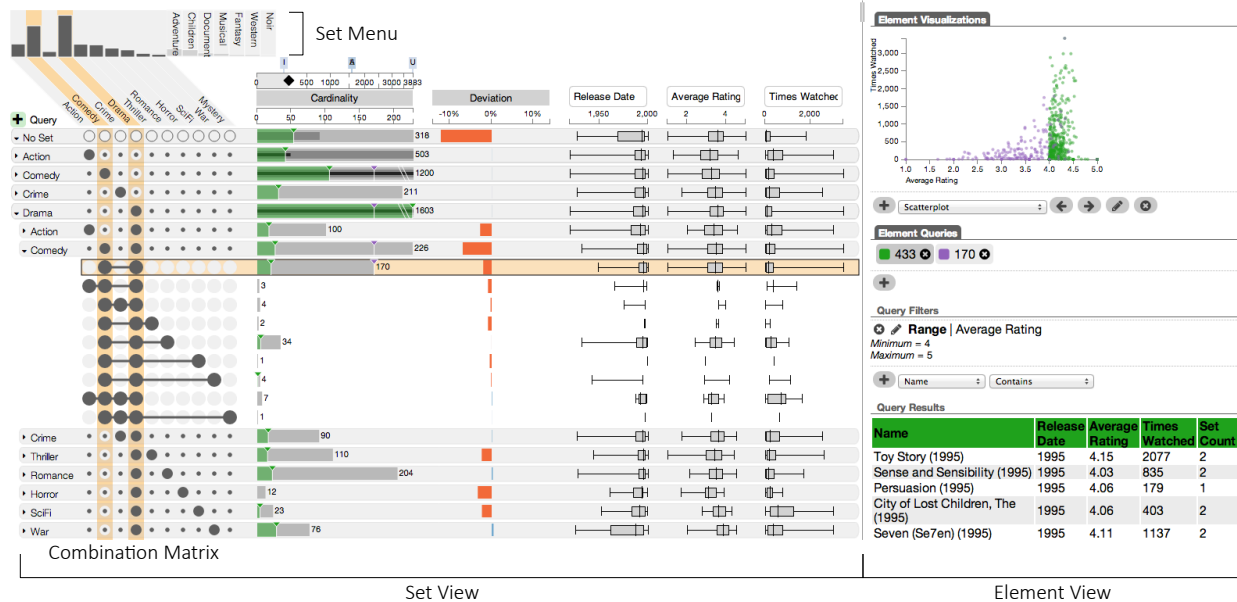 Adventure
Children
Document
Musical
Fantasy
Western
Noir
Set Menu
Action
Comedy
Crime
Drama
Thriller
Romance
Horror
SciFi
War
Mystery
0 500 1000 2000 3000 3883
Cardinality
Deviation
Release Date
Average Rating
Times Watched
Query
0 50 100 150 200
-10% 0% 10%
1,950 2,000
2 4
0 2,000
No Set 318
Action 503
Comedy 1200
Crime 211
Drama 1603
Action 100
Comedy 226
170
3
4
2
34
1
4
7
1
Crime 90
Thriller 110
Romance 204
Horror 12
SciFi 23
War 76
Combination Matrix
Set View
Element Visualizations
Times Watched
3,000
2,500
2,000
1,500
1,000
500
0
1.0 1.5 2.0 2.5 3.0 3.5 4.0 4.5 5.0
Average Rating
Scatterplot
Element Queries
433 170
Query Filters
Range | Average Rating
Minimum = 4
Maximum = 5
Name Contains
Query Results
Name Release Date Average Rating Times Watched Set Count
Toy Story (1995) 1995 4.15 2077 2
Sense and Sensibility (1995) 1995 4.03 835 2
Persuasion (1995) 1995 4.06 179 1
City of Lost Children, The (1995) 1995 4.06 403 2
Seven (Se7en) (1995) 1995 4.11 1137 2
Element View